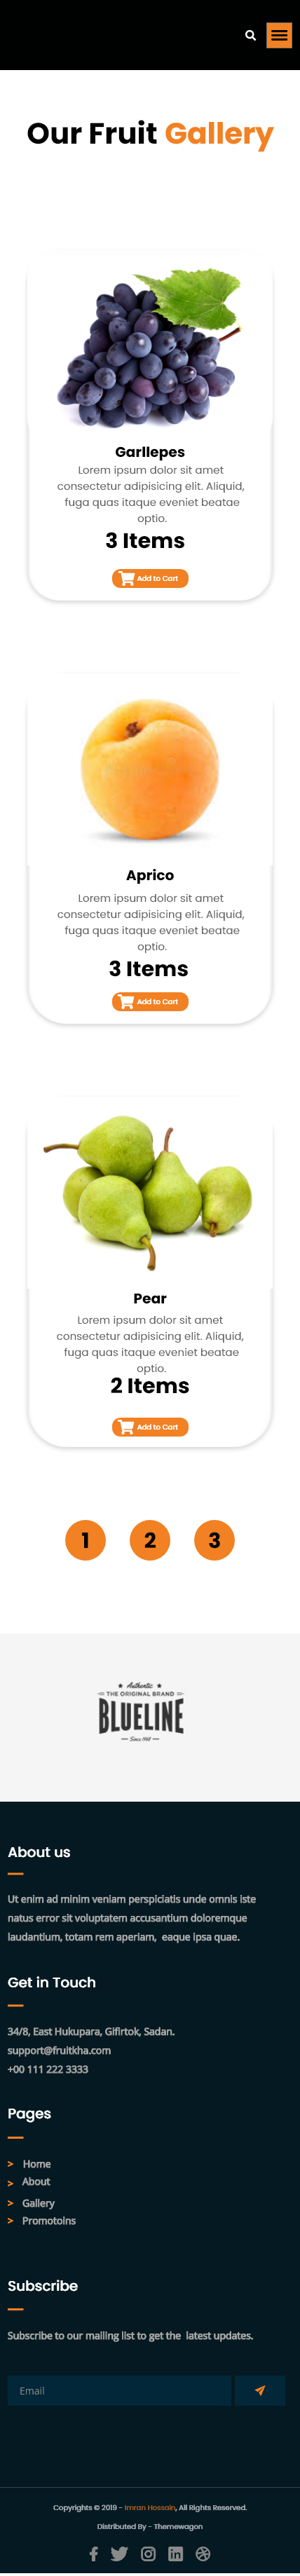 Our Fruit Gallery
Garllepes
Lorem ipsum dolor sit amet
consectetur adipisicing elit. Aliquid,
fuga quas itaque eveniet beatae
optio.
3 Items
Add to Cart
Aprico
Lorem ipsum dolor sit amet
consectetur adipisicing elit. Aliquid,
fuga quas itaque eveniet beatae
optio.
3 Items
Add to Cart
Pear
Lorem ipsum dolor sit amet
consectetur adipisicing elit. Aliquid,
fuga quas itaque eveniet beatae
optio.
2 Items
Add to Cart
1 2 3
Authentic
THE ORIGINAL BRAND
BLUELINE
About us
Ut enim ad minim veniam perspiciatis unde omnis iste
natus error sit voluptatem accusantium doloremque
laudantium, totam rem aperiam, eaque ipsa quae.
Get in Touch
34/8, East Hukupara, Gifirtok, Sadan.
support@fruitkha.com
+00 111 222 3333
Pages
> Home
> About
> Gallery
> Promotoins
Subscribe
Subscribe to our mailing list to get the latest updates.
Email
Copyrights © 2019 - Imran Hossain, All Rights Reserved.
Distributed By - Themewagon